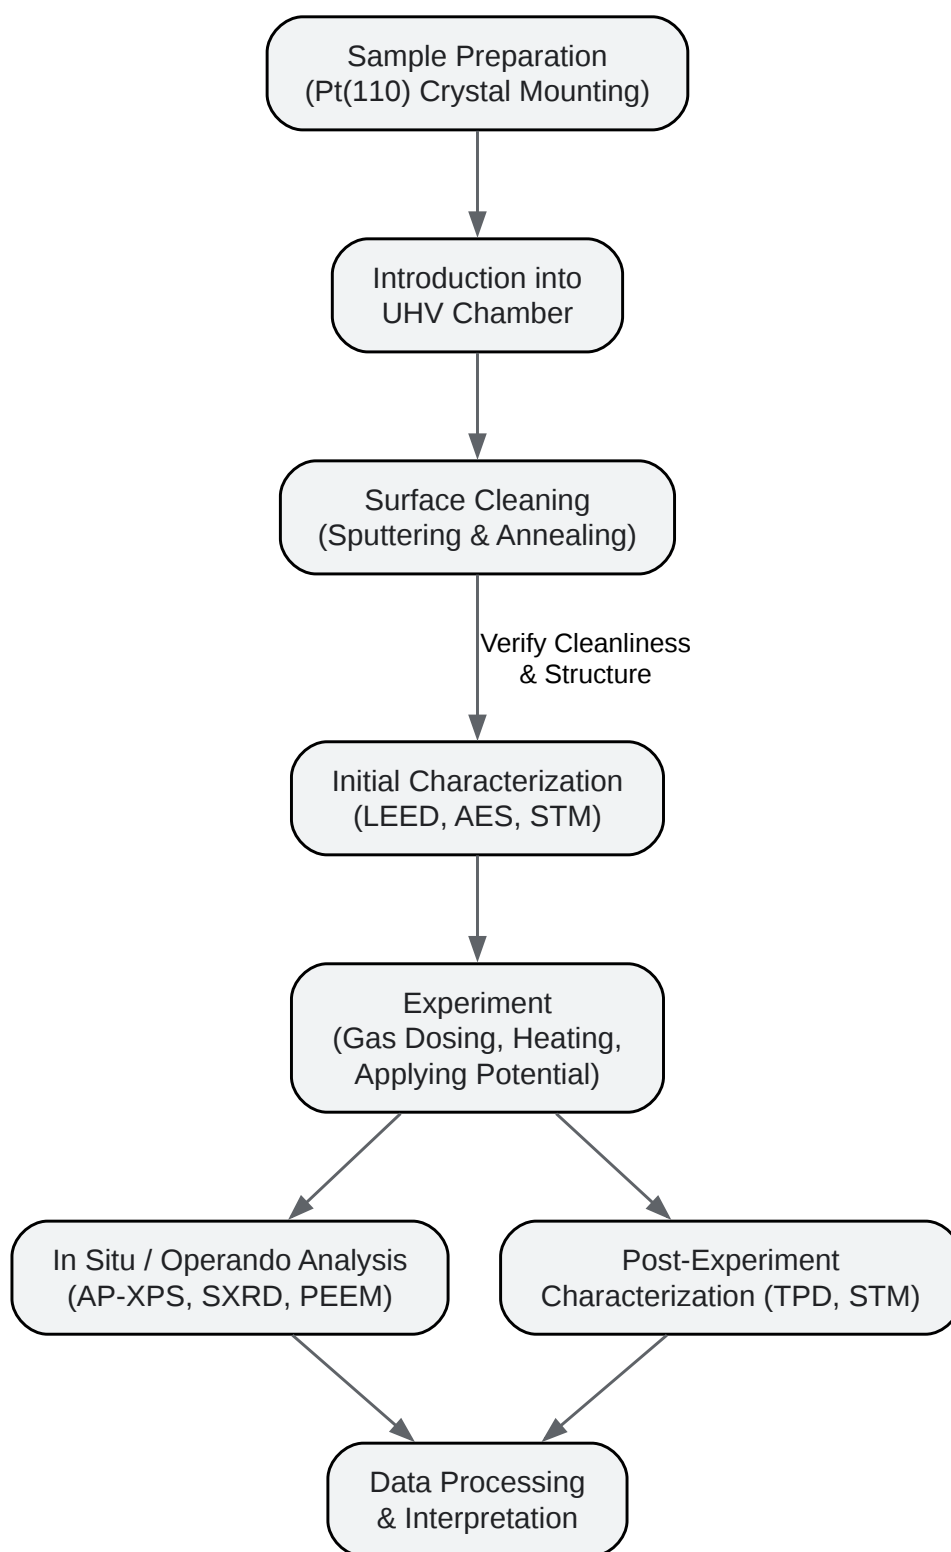 Sample Preparation
(Pt(110) Crystal Mounting)
Introduction into
UHV Chamber
Surface Cleaning
(Sputtering & Annealing)
Verify Cleanliness
& Structure
Initial Characterization
(LEED, AES, STM)
Experiment
(Gas Dosing, Heating,
Applying Potential)
In Situ / Operando Analysis
(AP-XPS, SXRD, PEEM)
Post-Experiment
Characterization (TPD, STM)
Data Processing
& Interpretation